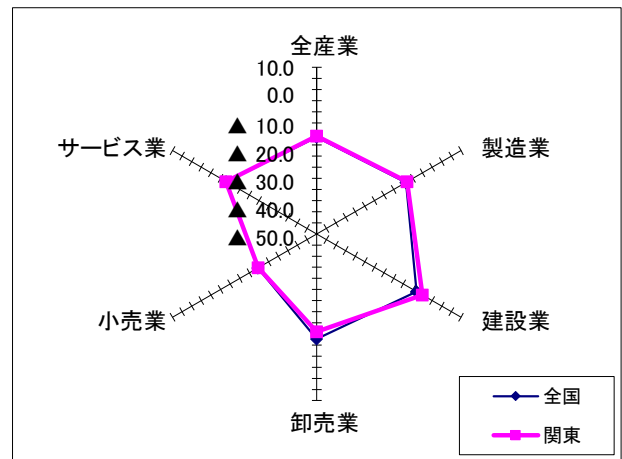 全産業
10.0
0.0
▲ 10.0
▲ 20.0
▲ 30.0
▲ 40.0
▲ 50.0
サービス業
製造業
小売業
建設業
卸売業
全国
関東